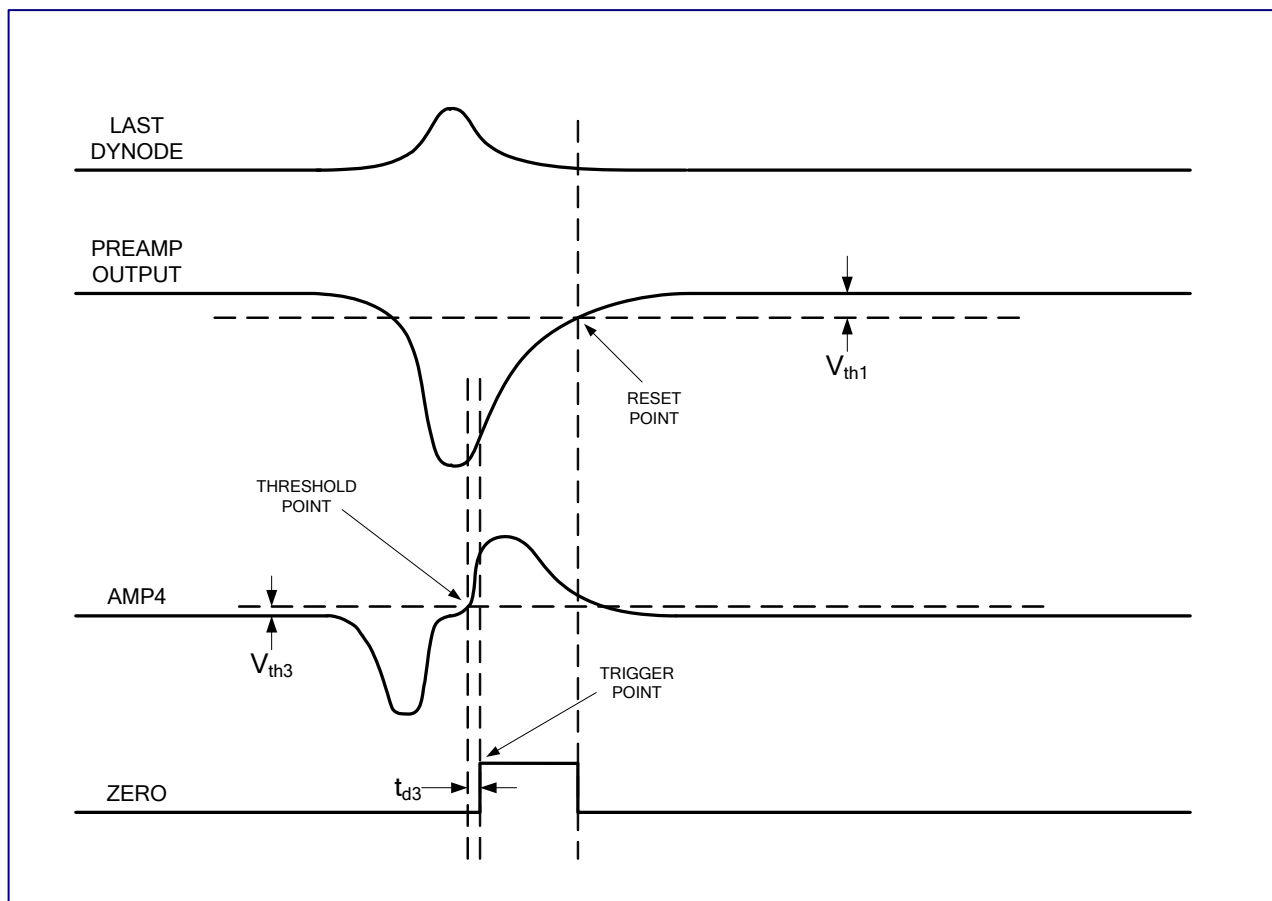 LAST
DYNODE
PREAMP
OUTPUT
V_th1
RESET
POINT
THRESHOLD
POINT
AMP4
V_th3
TRIGGER
POINT
t_d3
ZERO